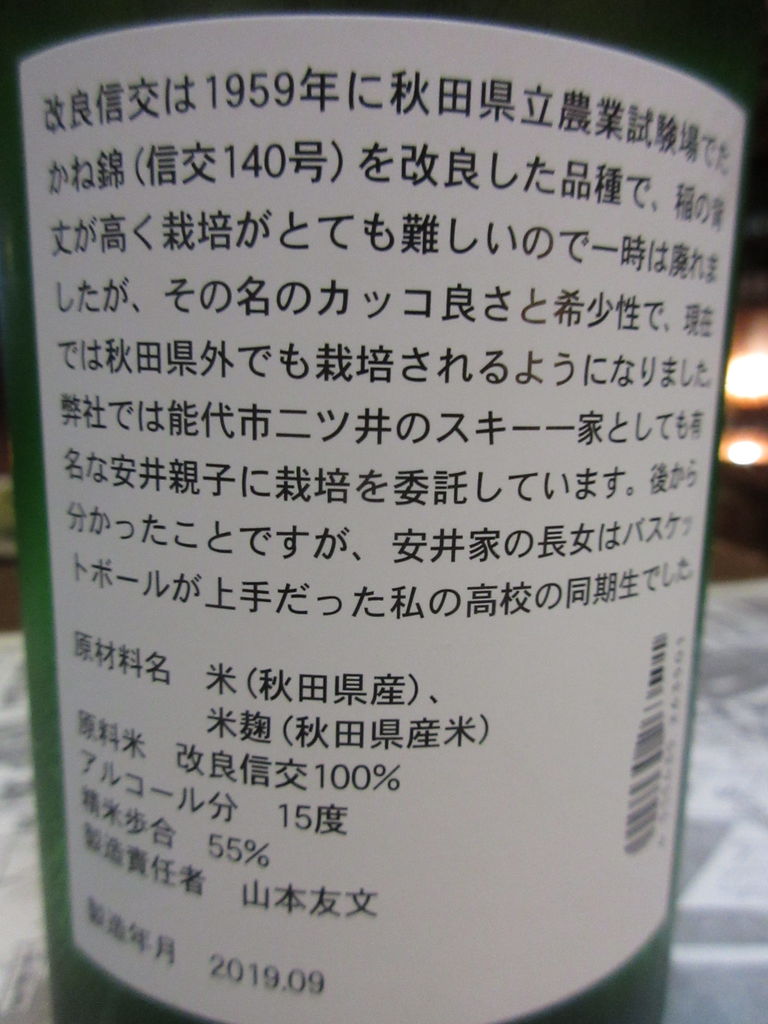 改良信交は1959年に秋田県立農業試験場でた
かね錦(信交140号)を改良した品種で、稲の背
丈が高く栽培がとても難しいので一時は廃れま
したが、その名のカッコ良さと希少性で、現在
では秋田県外でも栽培されるようになりました。
弊社では能代市二ツ井のスキー一家としても有
名な安井親子に栽培を委託しています。後から
分かったことですが、安井家の長女はバスケッ
トボールが上手だった私の高校の同期生でした。
原材料名 米(秋田県産)、
米麹(秋田県産米)
原料米 改良信交100%
アルコール分 15度
精米歩合 55%
製造責任者 山本友文
製造年月 2019.09